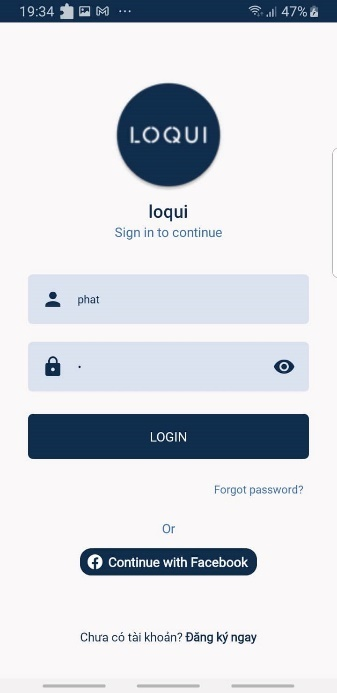 19:34 ... 47%
LOQUI
loqui
Sign in to continue
phat
•
LOGIN
Forgot password?
Or
Continue with Facebook
Chưa có tài khoản? Đăng ký ngay